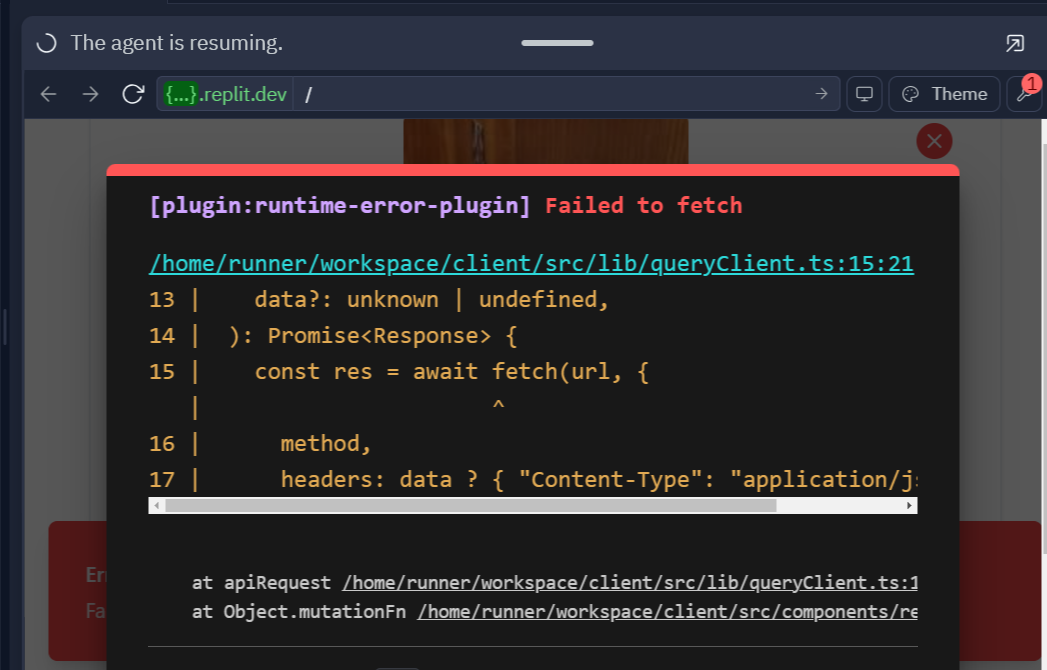 The agent is resuming.
{...}.replit.dev /
Theme
1
[plugin:runtime-error-plugin] Failed to fetch
/home/runner/workspace/client/src/lib/queryClient.ts:15:21
13 | data?: unknown | undefined,
14 | ): Promise<Response> {
15 | const res = await fetch(url, {
| ^
16 | method,
17 | headers: data ? { "Content-Type": "application/js
at apiRequest /home/runner/workspace/client/src/lib/queryClient.ts:1
at Object.mutationFn /home/runner/workspace/client/src/components/re